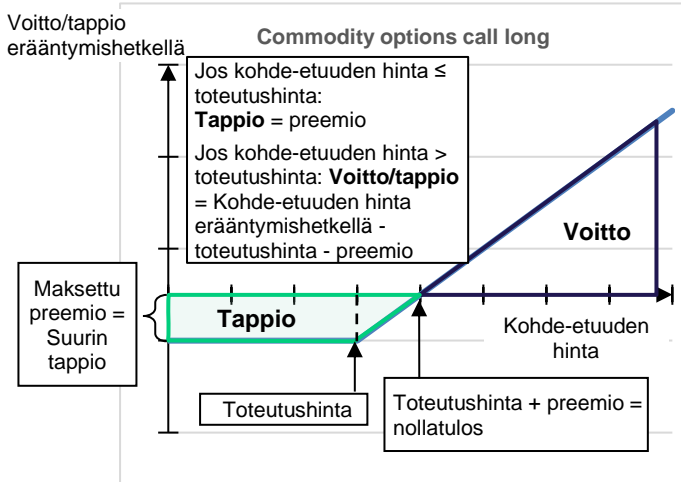 Voitto/tappio
erääntymishetkellä
Commodity options call long
Jos kohde-etuuden hinta ≤
toteutushinta:
Tappio = preemio
Jos kohde-etuuden hinta >
toteutushinta: Voitto/tappio
= Kohde-etuuden hinta
erääntymishetkellä -
toteutushinta - preemio
Voitto
Maksettu
preemio =
Suurin
tappio
Tappio
Kohde-etuuden
hinta
Toteutushinta
Toteutushinta + preemio =
nollatulos